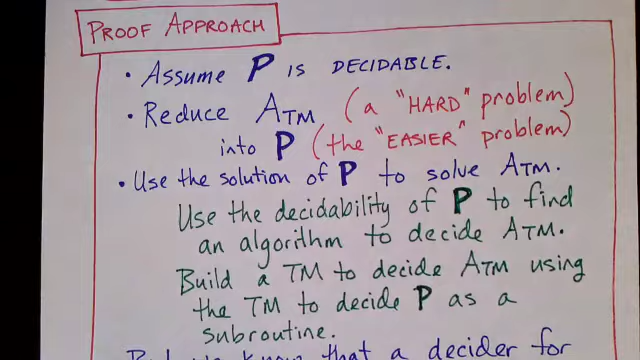 PROOF APPROACH
• Assume P is DECIDABLE.
• Reduce ATM (a "HARD" problem)
into P (the "EASIER" problem)
• Use the solution of P to solve ATM.
Use the decidability of P to find
an algorithm to decide ATM.
Build a TM to decide ATM using
the TM to decide P as a
subroutine.
know that a decider for